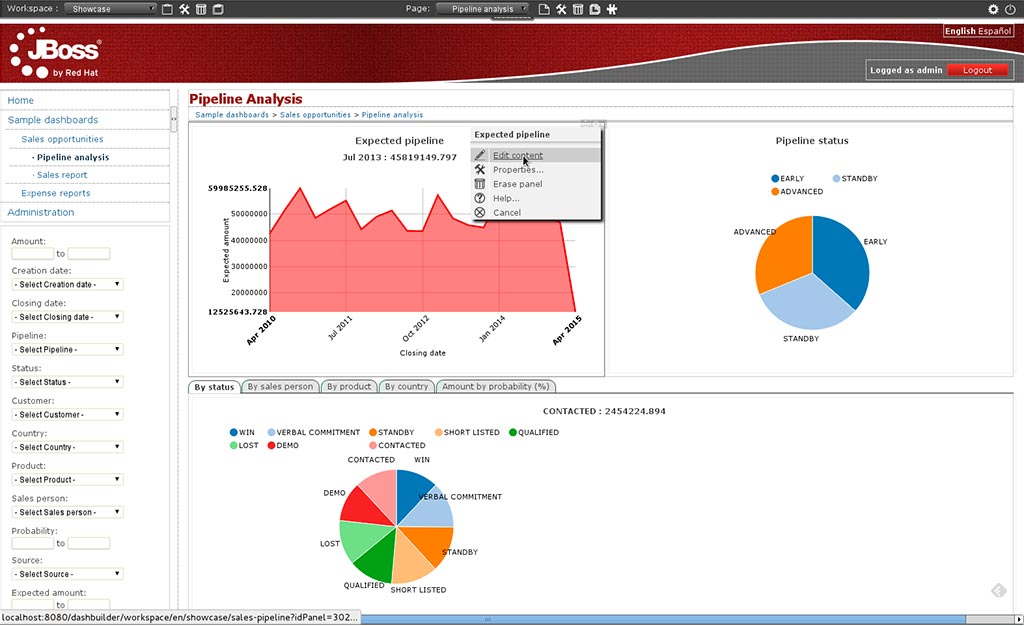 Workspace : Showcase Page: Pipeline analysis
JBoss®
by Red Hat
English Español
Logged as admin Logout
Home
Sample dashboards
Sales opportunities
· Pipeline analysis
· Sales report
Expense reports
Administration
Amount:
to
Creation date:
- Select Creation date -
Closing date:
- Select Closing date -
Pipeline:
- Select Pipeline -
Status:
- Select Status -
Customer:
- Select Customer -
Country:
- Select Country -
Product:
- Select Product -
Sales person:
- Select Sales person -
Probability:
to
Source:
- Select Source -
Expected amount:
to
Pipeline Analysis
Sample dashboards > Sales opportunities > Pipeline analysis
Expected pipeline
Jul 2013 : 45819149.797
59985255.528
50000000
40000000
30000000
20000000
12525643.728
Expected amount
Apr 2010
Jul 2011
Oct 2012
Jan 2014
Apr 2015
Closing date
Expected pipeline
Edit content
Properties...
Erase panel
Help...
Cancel
Pipeline status
EARLY STANDBY
ADVANCED
ADVANCED
EARLY
STANDBY
By status By sales person By product By country Amount by probability (%)
CONTACTED : 2454224.894
WIN VERBAL COMMITMENT STANDBY SHORT LISTED QUALIFIED
LOST DEMO CONTACTED
CONTACTED WIN
DEMO VERBAL COMMITMENT
LOST STANDBY
QUALIFIED SHORT LISTED
localhost:8080/dashbuilder/workspace/en/showcase/sales-pipeline?idPanel=302...